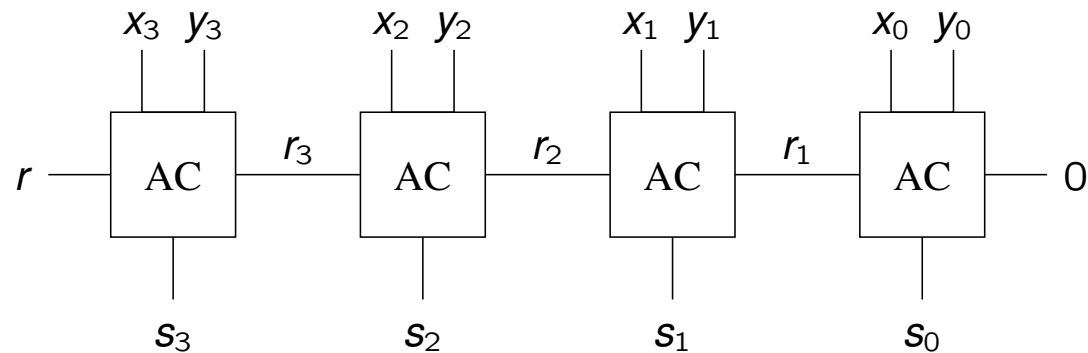 x₃ y₃ x₂ y₂ x₁ y₁ x₀ y₀
r AC r₃ AC r₂ AC r₁ AC 0
s₃ s₂ s₁ s₀